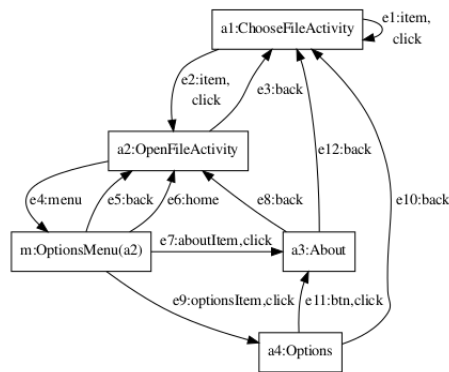 a1:ChooseFileActivity
e1:item,
click
e2:item,
click
e3:back
e12:back
a2:OpenFileActivity
e4:menu
e5:back
e6:home
e8:back
e10:back
m:OptionsMenu(a2)
e7:aboutItem,click
a3:About
e9:optionsItem,click
e11:btn,click
a4:Options